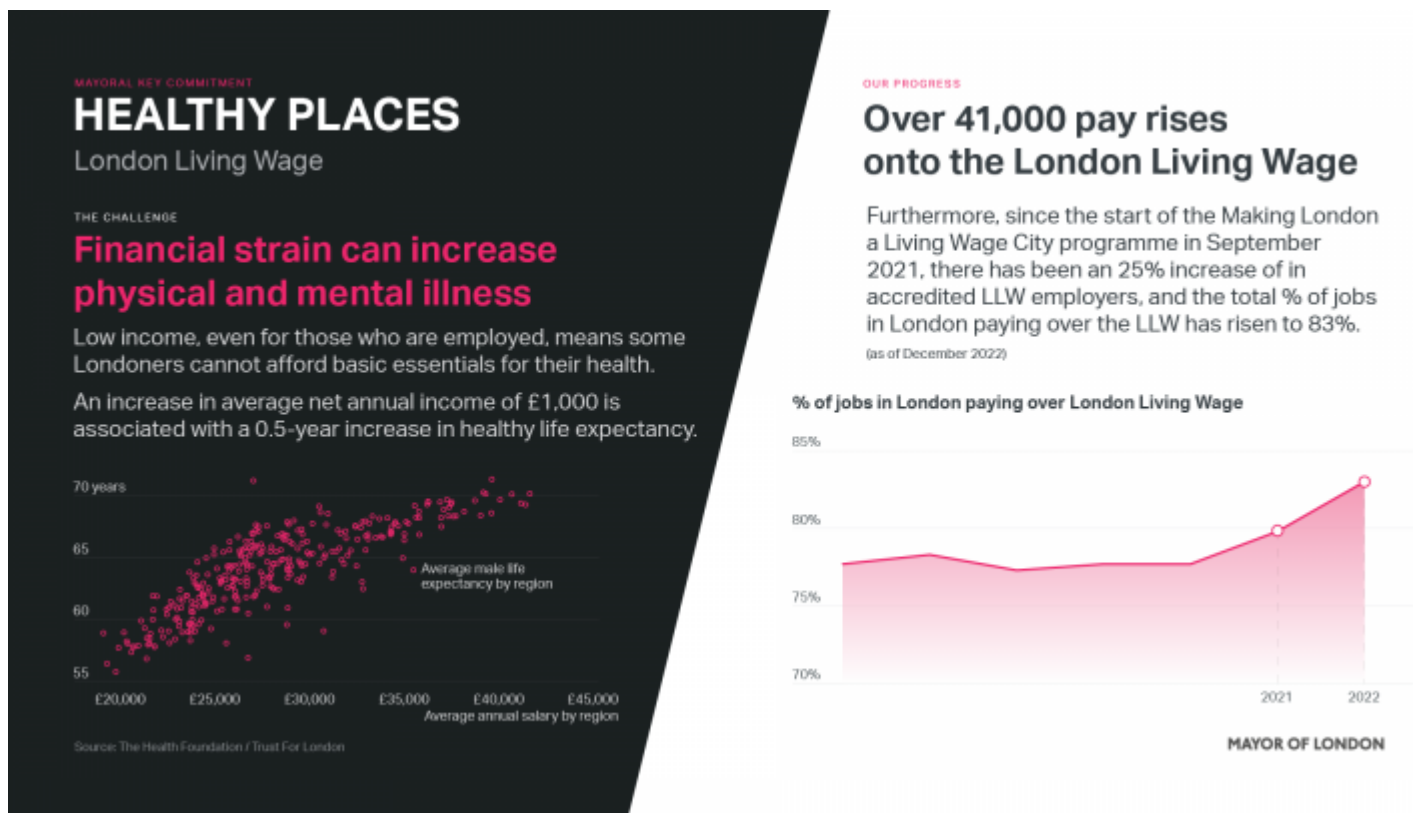 MAYORAL KEY COMMITMENT
HEALTHY PLACES
London Living Wage
THE CHALLENGE
Financial strain can increase
physical and mental illness
Low income, even for those who are employed, means some
Londoners cannot afford basic essentials for their health.
An increase in average net annual income of £1,000 is
associated with a 0.5-year increase in healthy life expectancy.
70 years
65
Average male life
expectancy by region
60
55
£20,000 £25,000 £30,000 £35,000 £40,000 £45,000
Average annual salary by region
Source: The Health Foundation / Trust For London
OUR PROGRESS
Over 41,000 pay rises
onto the London Living Wage
Furthermore, since the start of the Making London
a Living Wage City programme in September
2021, there has been an 25% increase of in
accredited LLW employers, and the total % of jobs
in London paying over the LLW has risen to 83%.
(as of December 2022)
% of jobs in London paying over London Living Wage
85%
80%
75%
70%
2021 2022
MAYOR OF LONDON